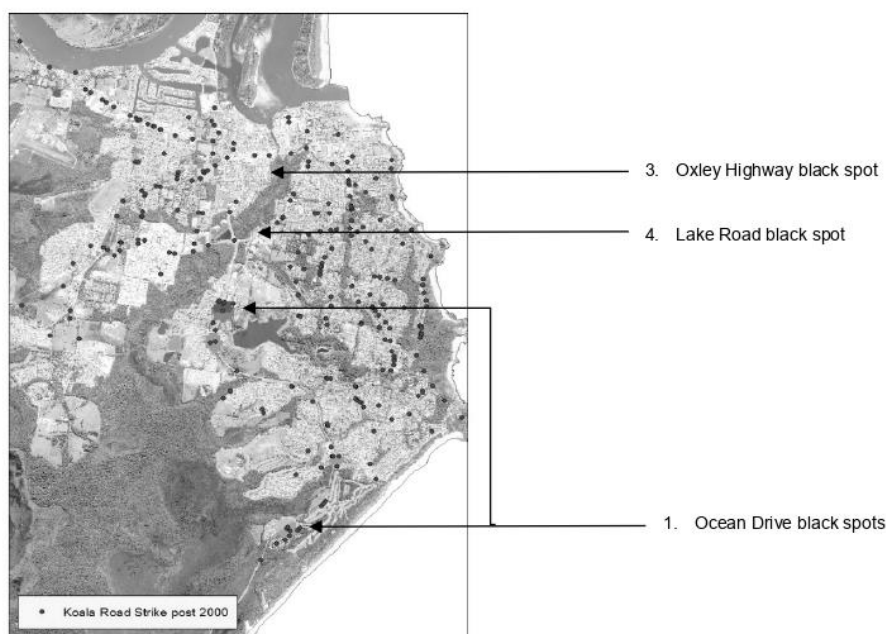 3. Oxley Highway black spot
4. Lake Road black spot
1. Ocean Drive black spots
Koala Road Strike post 2000